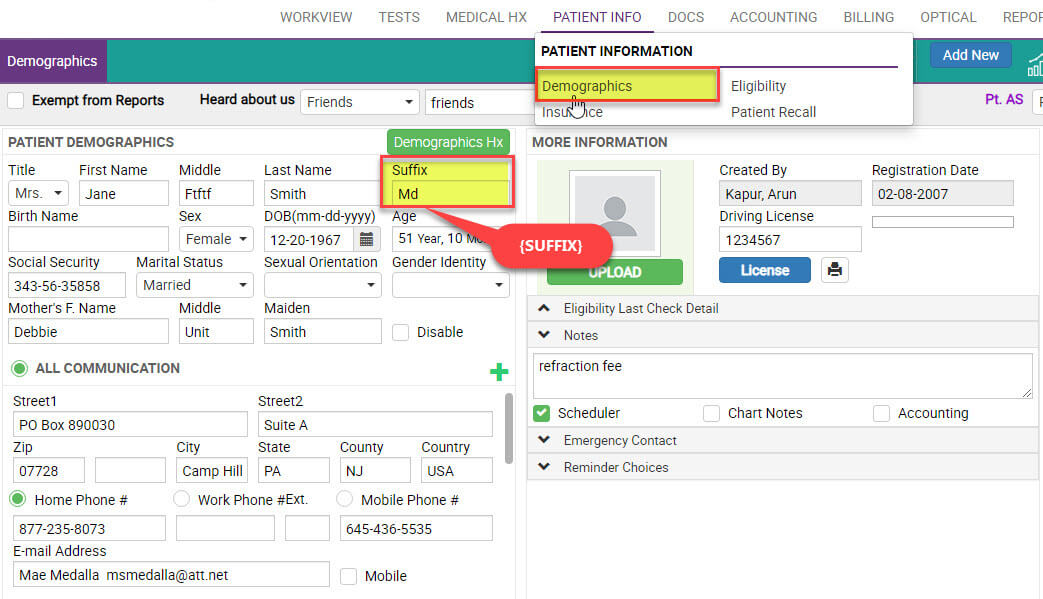 WORKVIEW TESTS MEDICAL HX PATIENT INFO DOCS ACCOUNTING BILLING OPTICAL REPOR
Demographics
PATIENT INFORMATION
Add New
Demographics Eligibility
Insurance Patient Recall
Exempt from Reports Heard about us Friends friends
Pt. AS
PATIENT DEMOGRAPHICS Demographics Hx
Title First Name Middle Last Name Suffix
Mrs. Jane Ftftf Smith Md
Birth Name Sex DOB(mm-dd-yyyy) Age
Female 12-20-1967 51 Year, 10 Mo
{SUFFIX}
Social Security Marital Status Sexual Orientation Gender Identity
343-56-35858 Married
Mother's F. Name Middle Maiden
Debbie Unit Smith Disable
ALL COMMUNICATION
Street1 Street2
PO Box 890030 Suite A
Zip City State County Country
07728 Camp Hill PA NJ USA
Home Phone # Work Phone #Ext. Mobile Phone #
877-235-8073 645-436-5535
E-mail Address
Mae Medalla msmedalla@att.net Mobile
MORE INFORMATION
Created By Registration Date
Kapur, Arun 02-08-2007
Driving License
1234567
UPLOAD License
Eligibility Last Check Detail
Notes
refraction fee
Scheduler Chart Notes Accounting
Emergency Contact
Reminder Choices